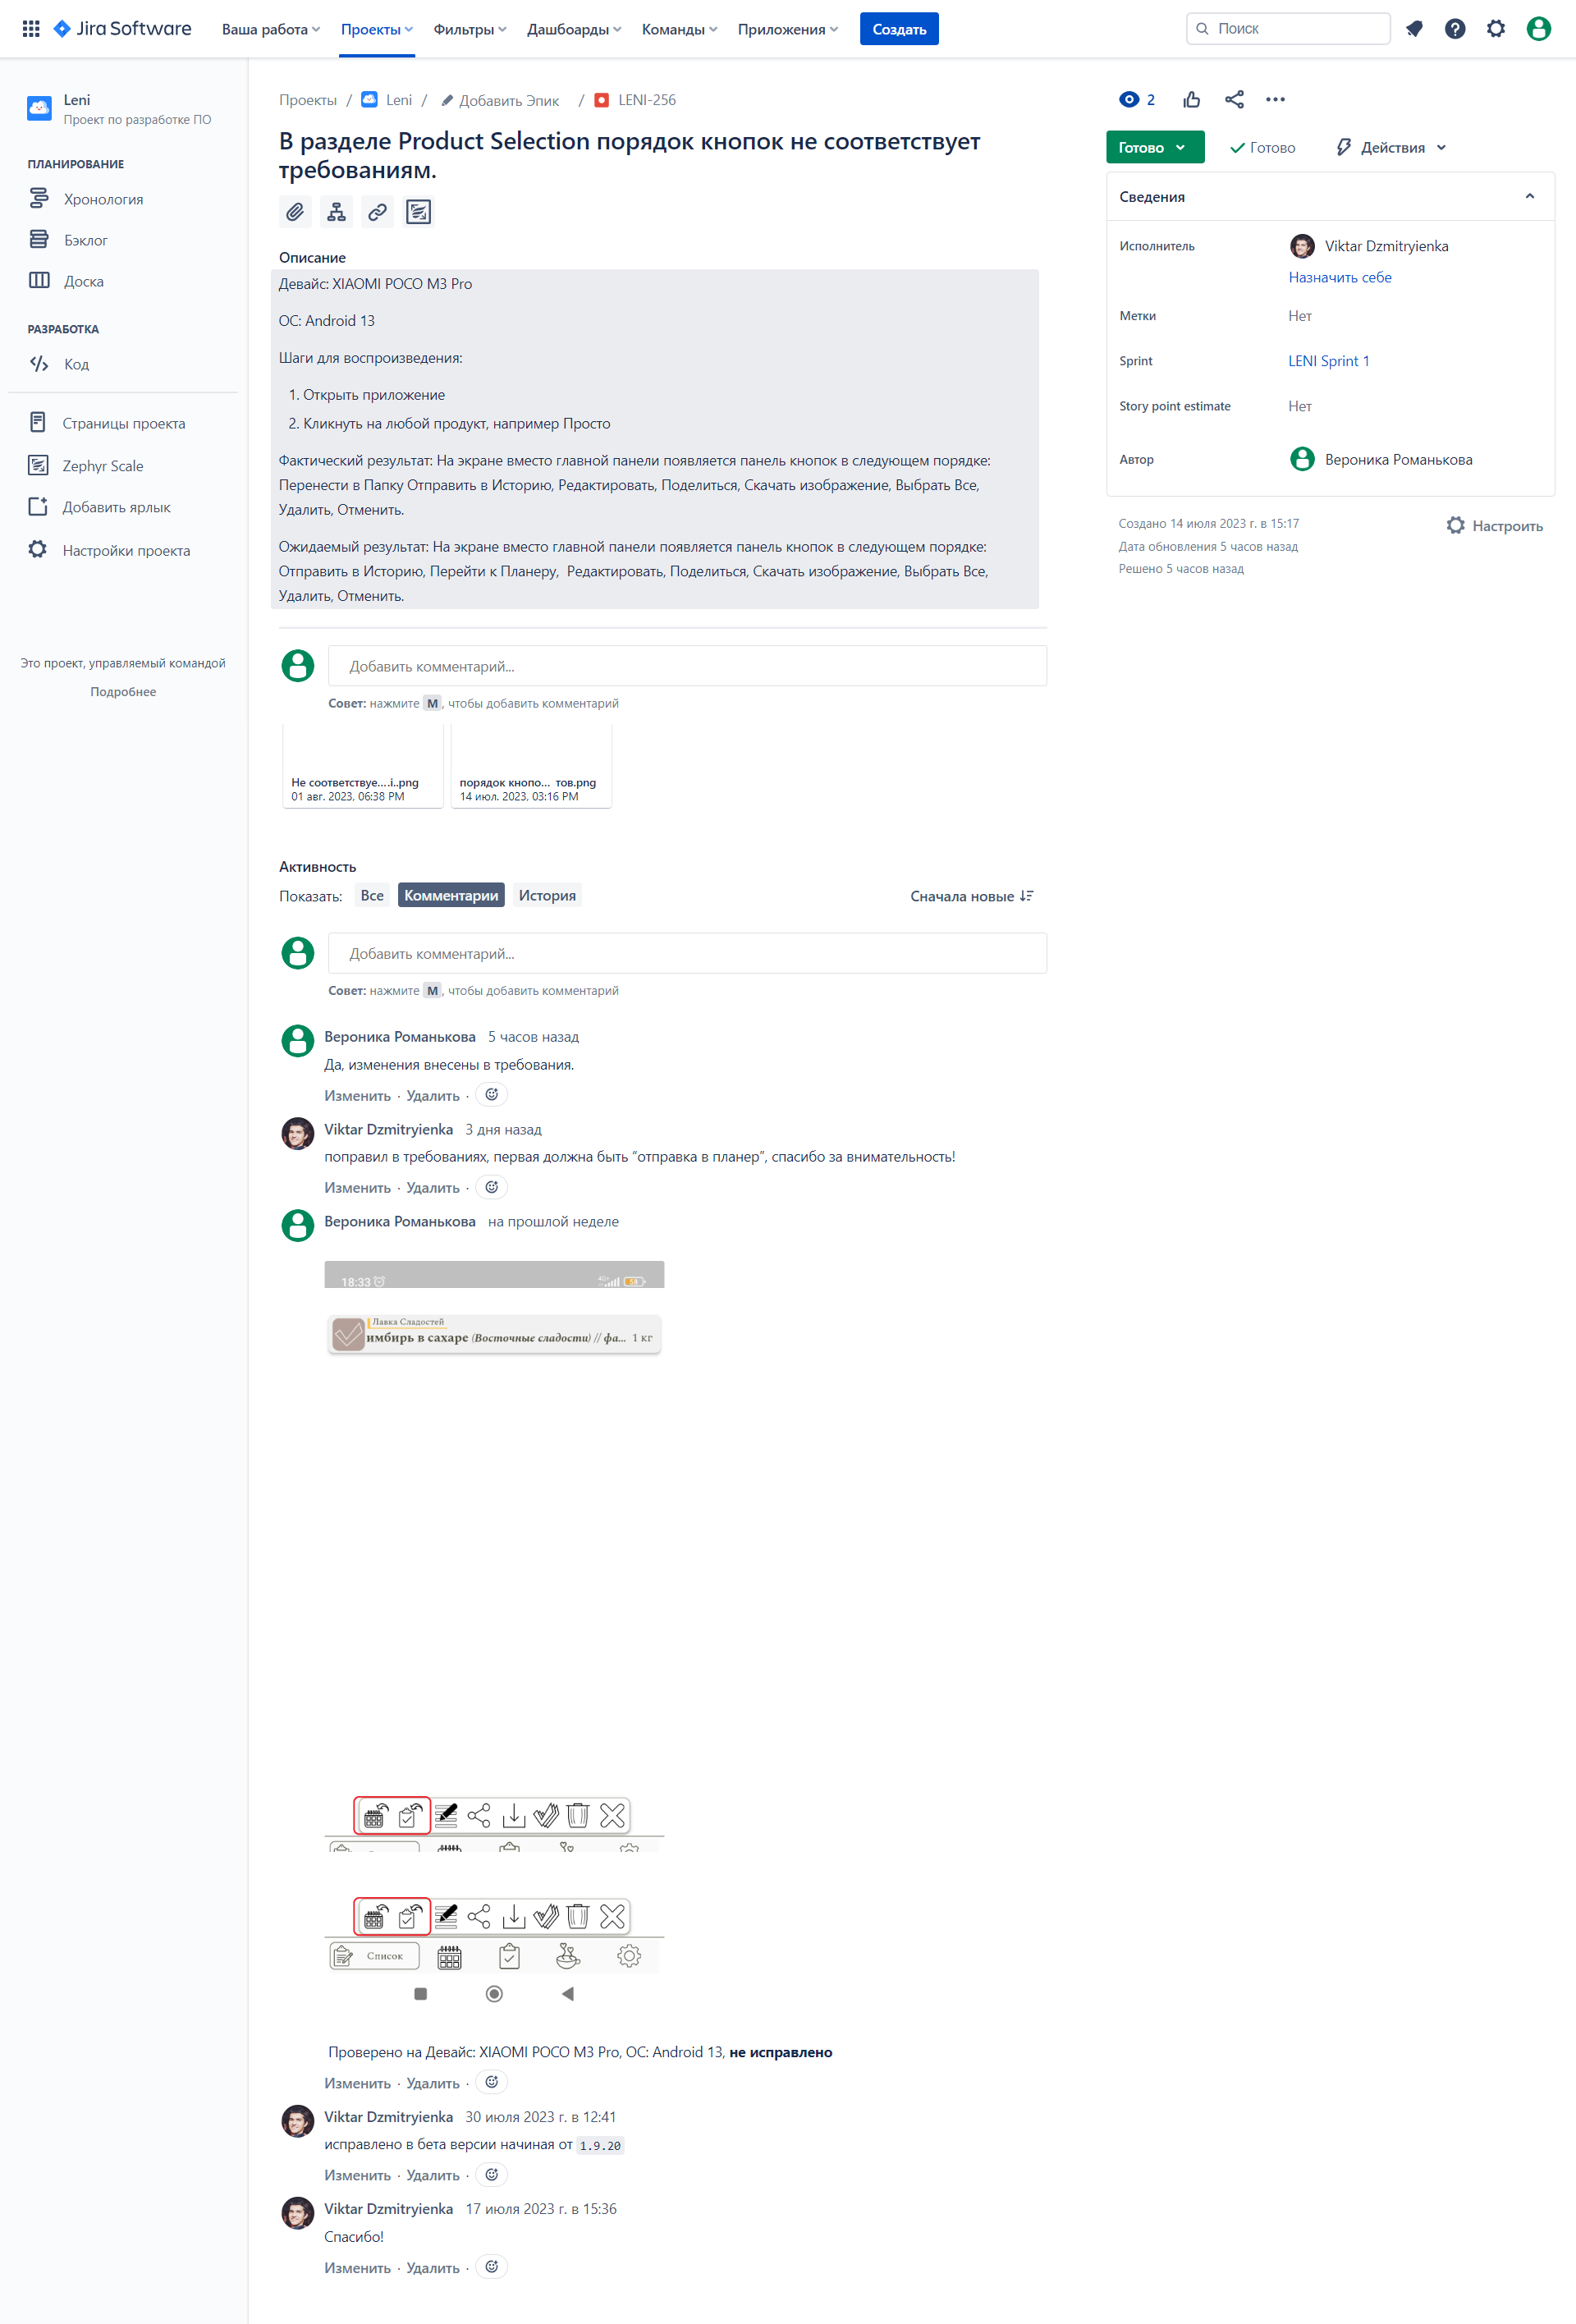 Jira Software
Ваша работа
Проекты
Фильтры
Дашбоарды
Команды
Приложения
Создать
Поиск
Leni
Проект по разработке ПО
ПЛАНИРОВАНИЕ
Хронология
Бэклог
Доска
РАЗРАБОТКА
Код
Страницы проекта
Zephyr Scale
Добавить ярлык
Настройки проекта
Это проект, управляемый командой
Подробнее
Проекты / Leni / Добавить Эпик / LENI-256
В разделе Product Selection порядок кнопок не соответствует
требованиям.
Описание
Девайс: XIAOMI POCO M3 Pro
ОС: Android 13
Шаги для воспроизведения:
1. Открыть приложение
2. Кликнуть на любой продукт, например Просто
Фактический результат: На экране вместо главной панели появляется панель кнопок в следующем порядке:
Перенести в Папку Отправить в Историю, Редактировать, Поделиться, Скачать изображение, Выбрать Все,
Удалить, Отменить.
Ожидаемый результат: На экране вместо главной панели появляется панель кнопок в следующем порядке:
Отправить в Историю, Перейти к Планеру, Редактировать, Поделиться, Скачать изображение, Выбрать Все,
Удалить, Отменить.
Добавить комментарий...
Совет: нажмите M, чтобы добавить комментарий
Не соответствуе....i..png
01 авг. 2023, 06:38 PM
порядок кнопо... тов.png
14 июл. 2023, 03:16 PM
Активность
Показать: Все Комментарии История
Сначала новые
Добавить комментарий...
Совет: нажмите M, чтобы добавить комментарий
Вероника Романькова 5 часов назад
Да, изменения внесены в требования.
Изменить · Удалить ·
Viktar Dzmitryienka 3 дня назад
поправил в требованиях, первая должна быть “отправка в планер”, спасибо за внимательность!
Изменить · Удалить ·
Вероника Романькова на прошлой неделе
18:33
Лавка Сладостей
имбирь в сахаре (Восточные сладости) // фа... 1 кг
Список
Проверено на Девайс: XIAOMI POCO M3 Pro, ОС: Android 13, не исправлено
Изменить · Удалить ·
Viktar Dzmitryienka 30 июля 2023 г. в 12:41
исправлено в бета версии начиная от 1.9.20
Изменить · Удалить ·
Viktar Dzmitryienka 17 июля 2023 г. в 15:36
Спасибо!
Изменить · Удалить ·
2
Готово
Готово
Действия
Сведения
Исполнитель
Viktar Dzmitryienka
Назначить себе
Метки
Нет
Sprint
LENI Sprint 1
Story point estimate
Нет
Автор
Вероника Романькова
Создано 14 июля 2023 г. в 15:17
Дата обновления 5 часов назад
Решено 5 часов назад
Настроить